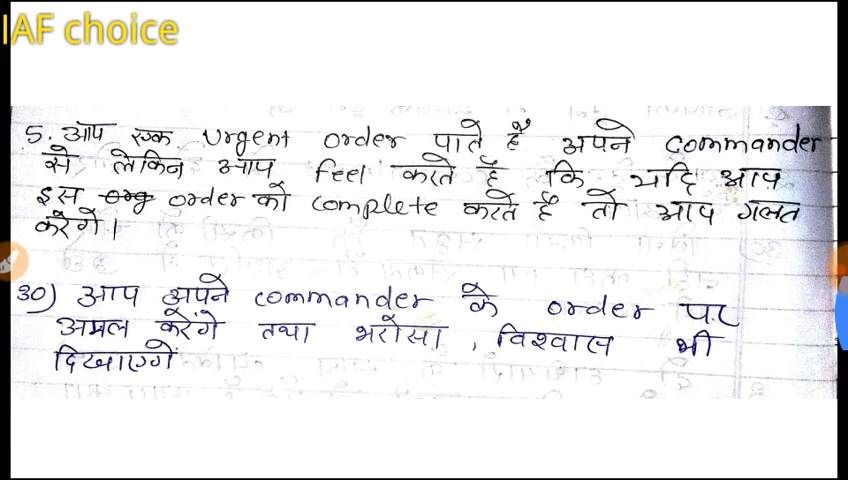 IAF choice
5. आप एक urgent order पाते है अपने commander
से लेकिन आप feel करते है कि यदि आप
इस order को complete करते है तो आप गलत
करेगे।
30) आप अपने commander के order पर
अमल करेंगे तथा भरोसा , विश्वास भी
दिखाएगें